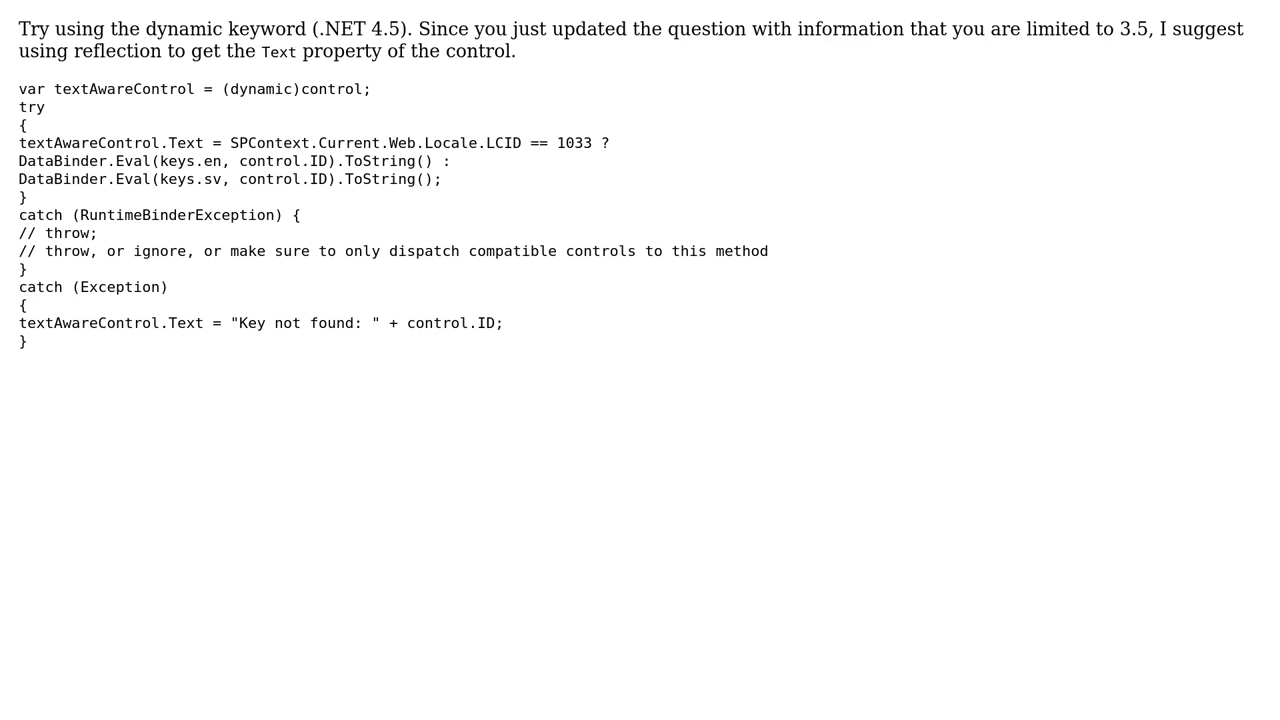 Try using the dynamic keyword (.NET 4.5). Since you just updated the question with information that you are limited to 3.5, I suggest
using reflection to get the Text property of the control.
var textAwareControl = (dynamic)control;
try
{
textAwareControl.Text = SPContext.Current.Web.Locale.LCID == 1033 ?
DataBinder.Eval(keys.en, control.ID).ToString() :
DataBinder.Eval(keys.sv, control.ID).ToString();
}
catch (RuntimeBinderException) {
// throw;
// throw, or ignore, or make sure to only dispatch compatible controls to this method
}
catch (Exception)
{
textAwareControl.Text = "Key not found: " + control.ID;
}